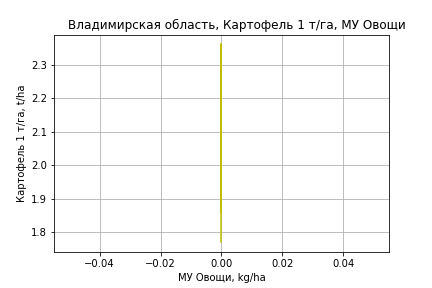 Владимирская область, Картофель 1 т/га, МУ Овощи
Картофель 1 т/га, t/ha
2.3
2.2
2.1
2.0
1.9
1.8
−0.04 −0.02 0.00 0.02 0.04
МУ Овощи, kg/ha